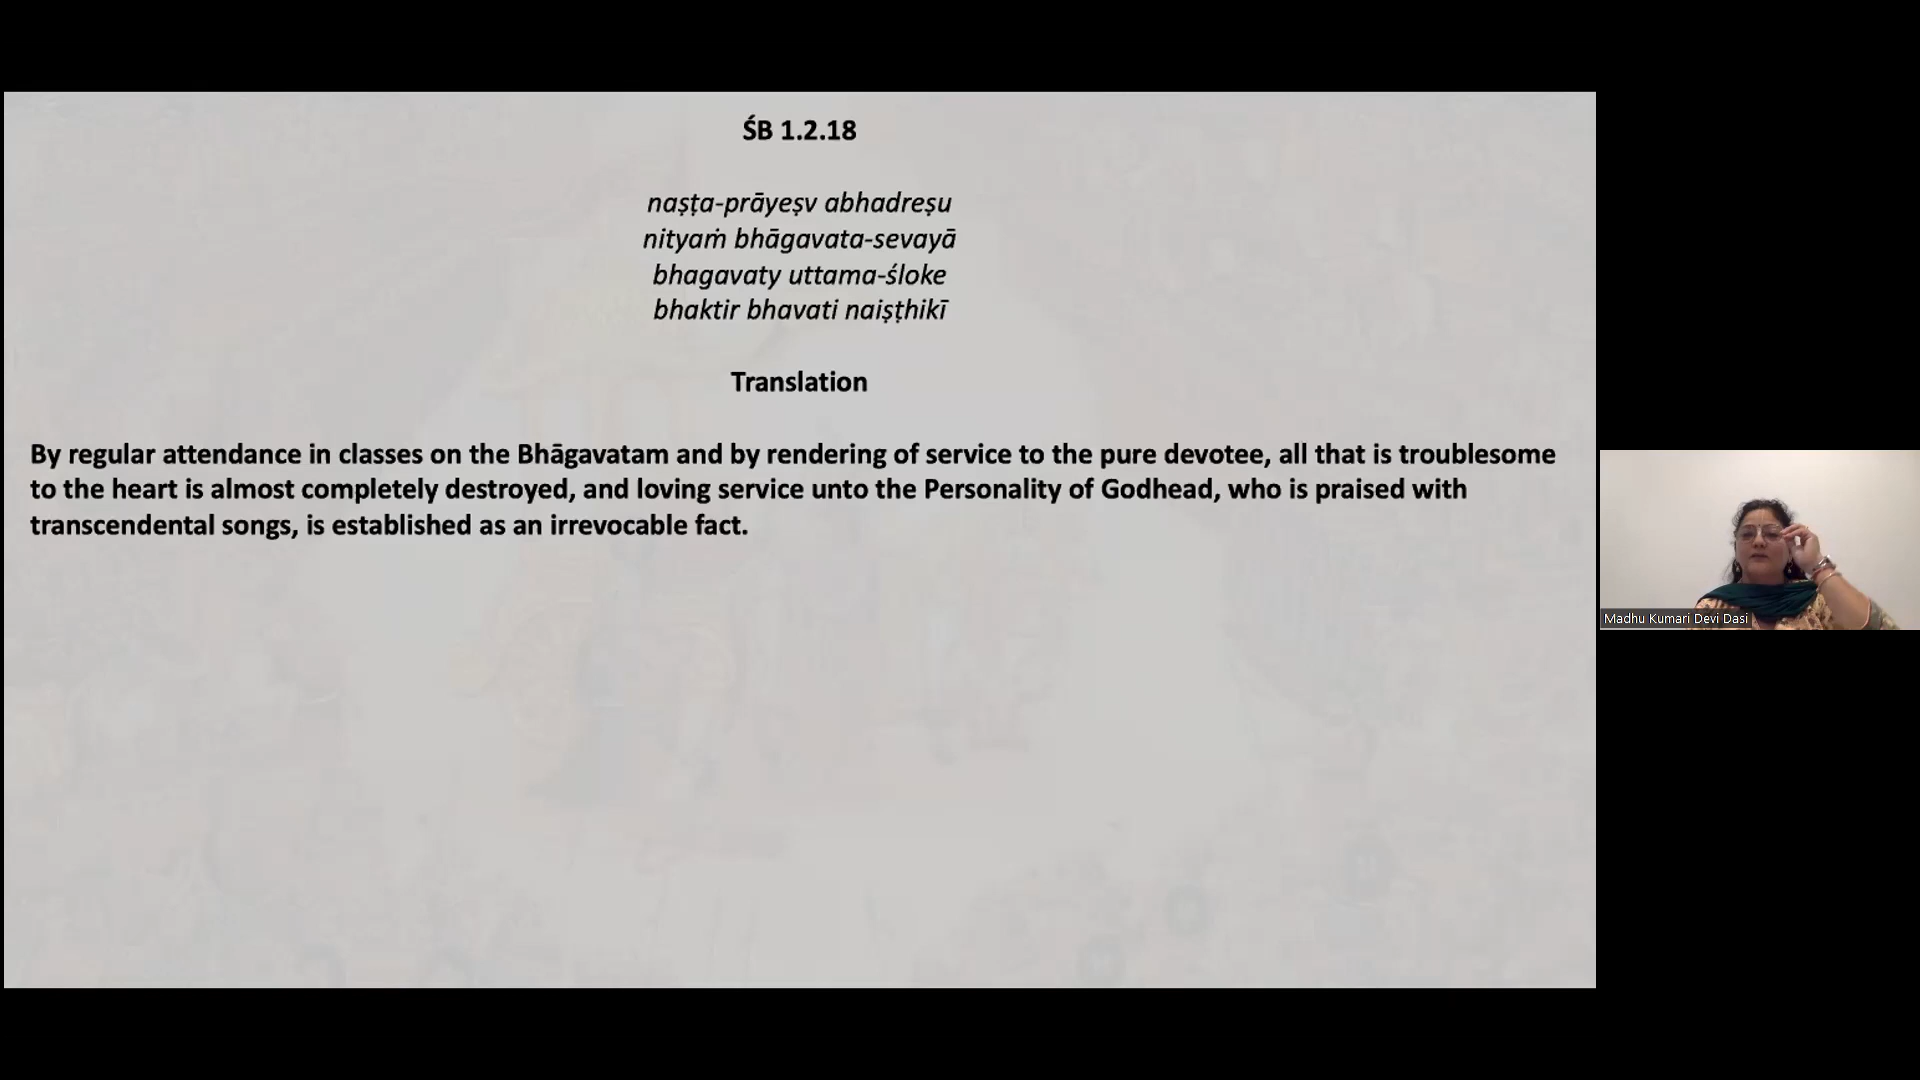 ŚB 1.2.18
naṣṭa-prāyeṣv abhadreṣu
nityaṁ bhāgavata-sevayā
bhagavaty uttama-śloke
bhaktir bhavati naiṣṭhikī
Translation
By regular attendance in classes on the Bhāgavatam and by rendering of service to the pure devotee, all that is troublesome
to the heart is almost completely destroyed, and loving service unto the Personality of Godhead, who is praised with
transcendental songs, is established as an irrevocable fact.
Madhu Kumari Devi Dasi